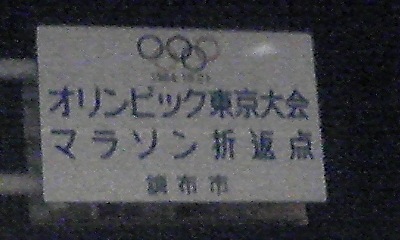 オリンピック東京大会
マラソン折返点
調布市